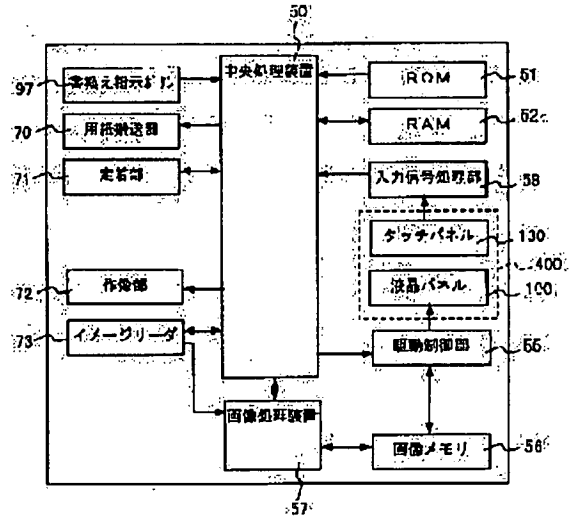 50
中央処理装置
97
書換え指示ボタン
70
用紙搬送部
71
定着部
72
作像部
73
イメージリーダ
ROM
51
RAM
52
入力信号処理部
58
タッチパネル
130
400
液晶パネル
100
駆動制御部
55
画像処理装置
57
画像メモリ
56